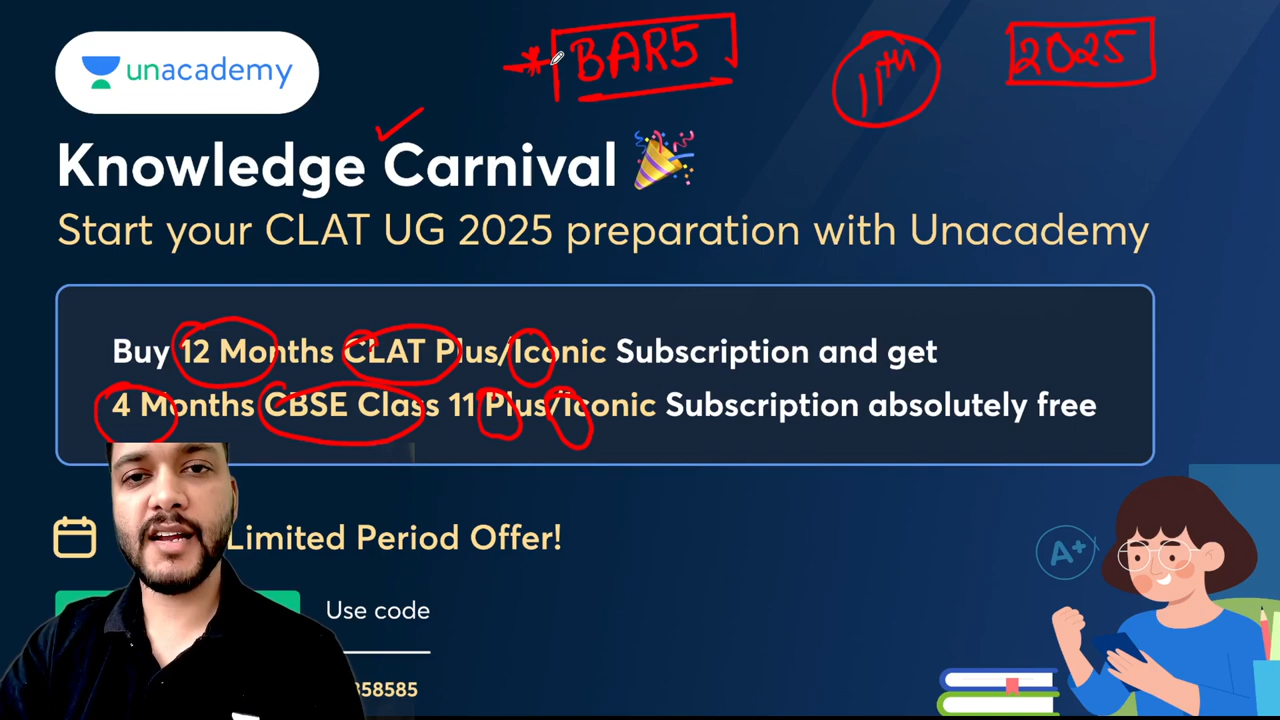 unacademy
BAR5
11th
2025
Knowledge Carnival
Start your CLAT UG 2025 preparation with Unacademy
Buy 12 Months CLAT Plus/Iconic Subscription and get
4 Months CBSE Class 11 Plus/Iconic Subscription absolutely free
Limited Period Offer!
Use code
858585
A+